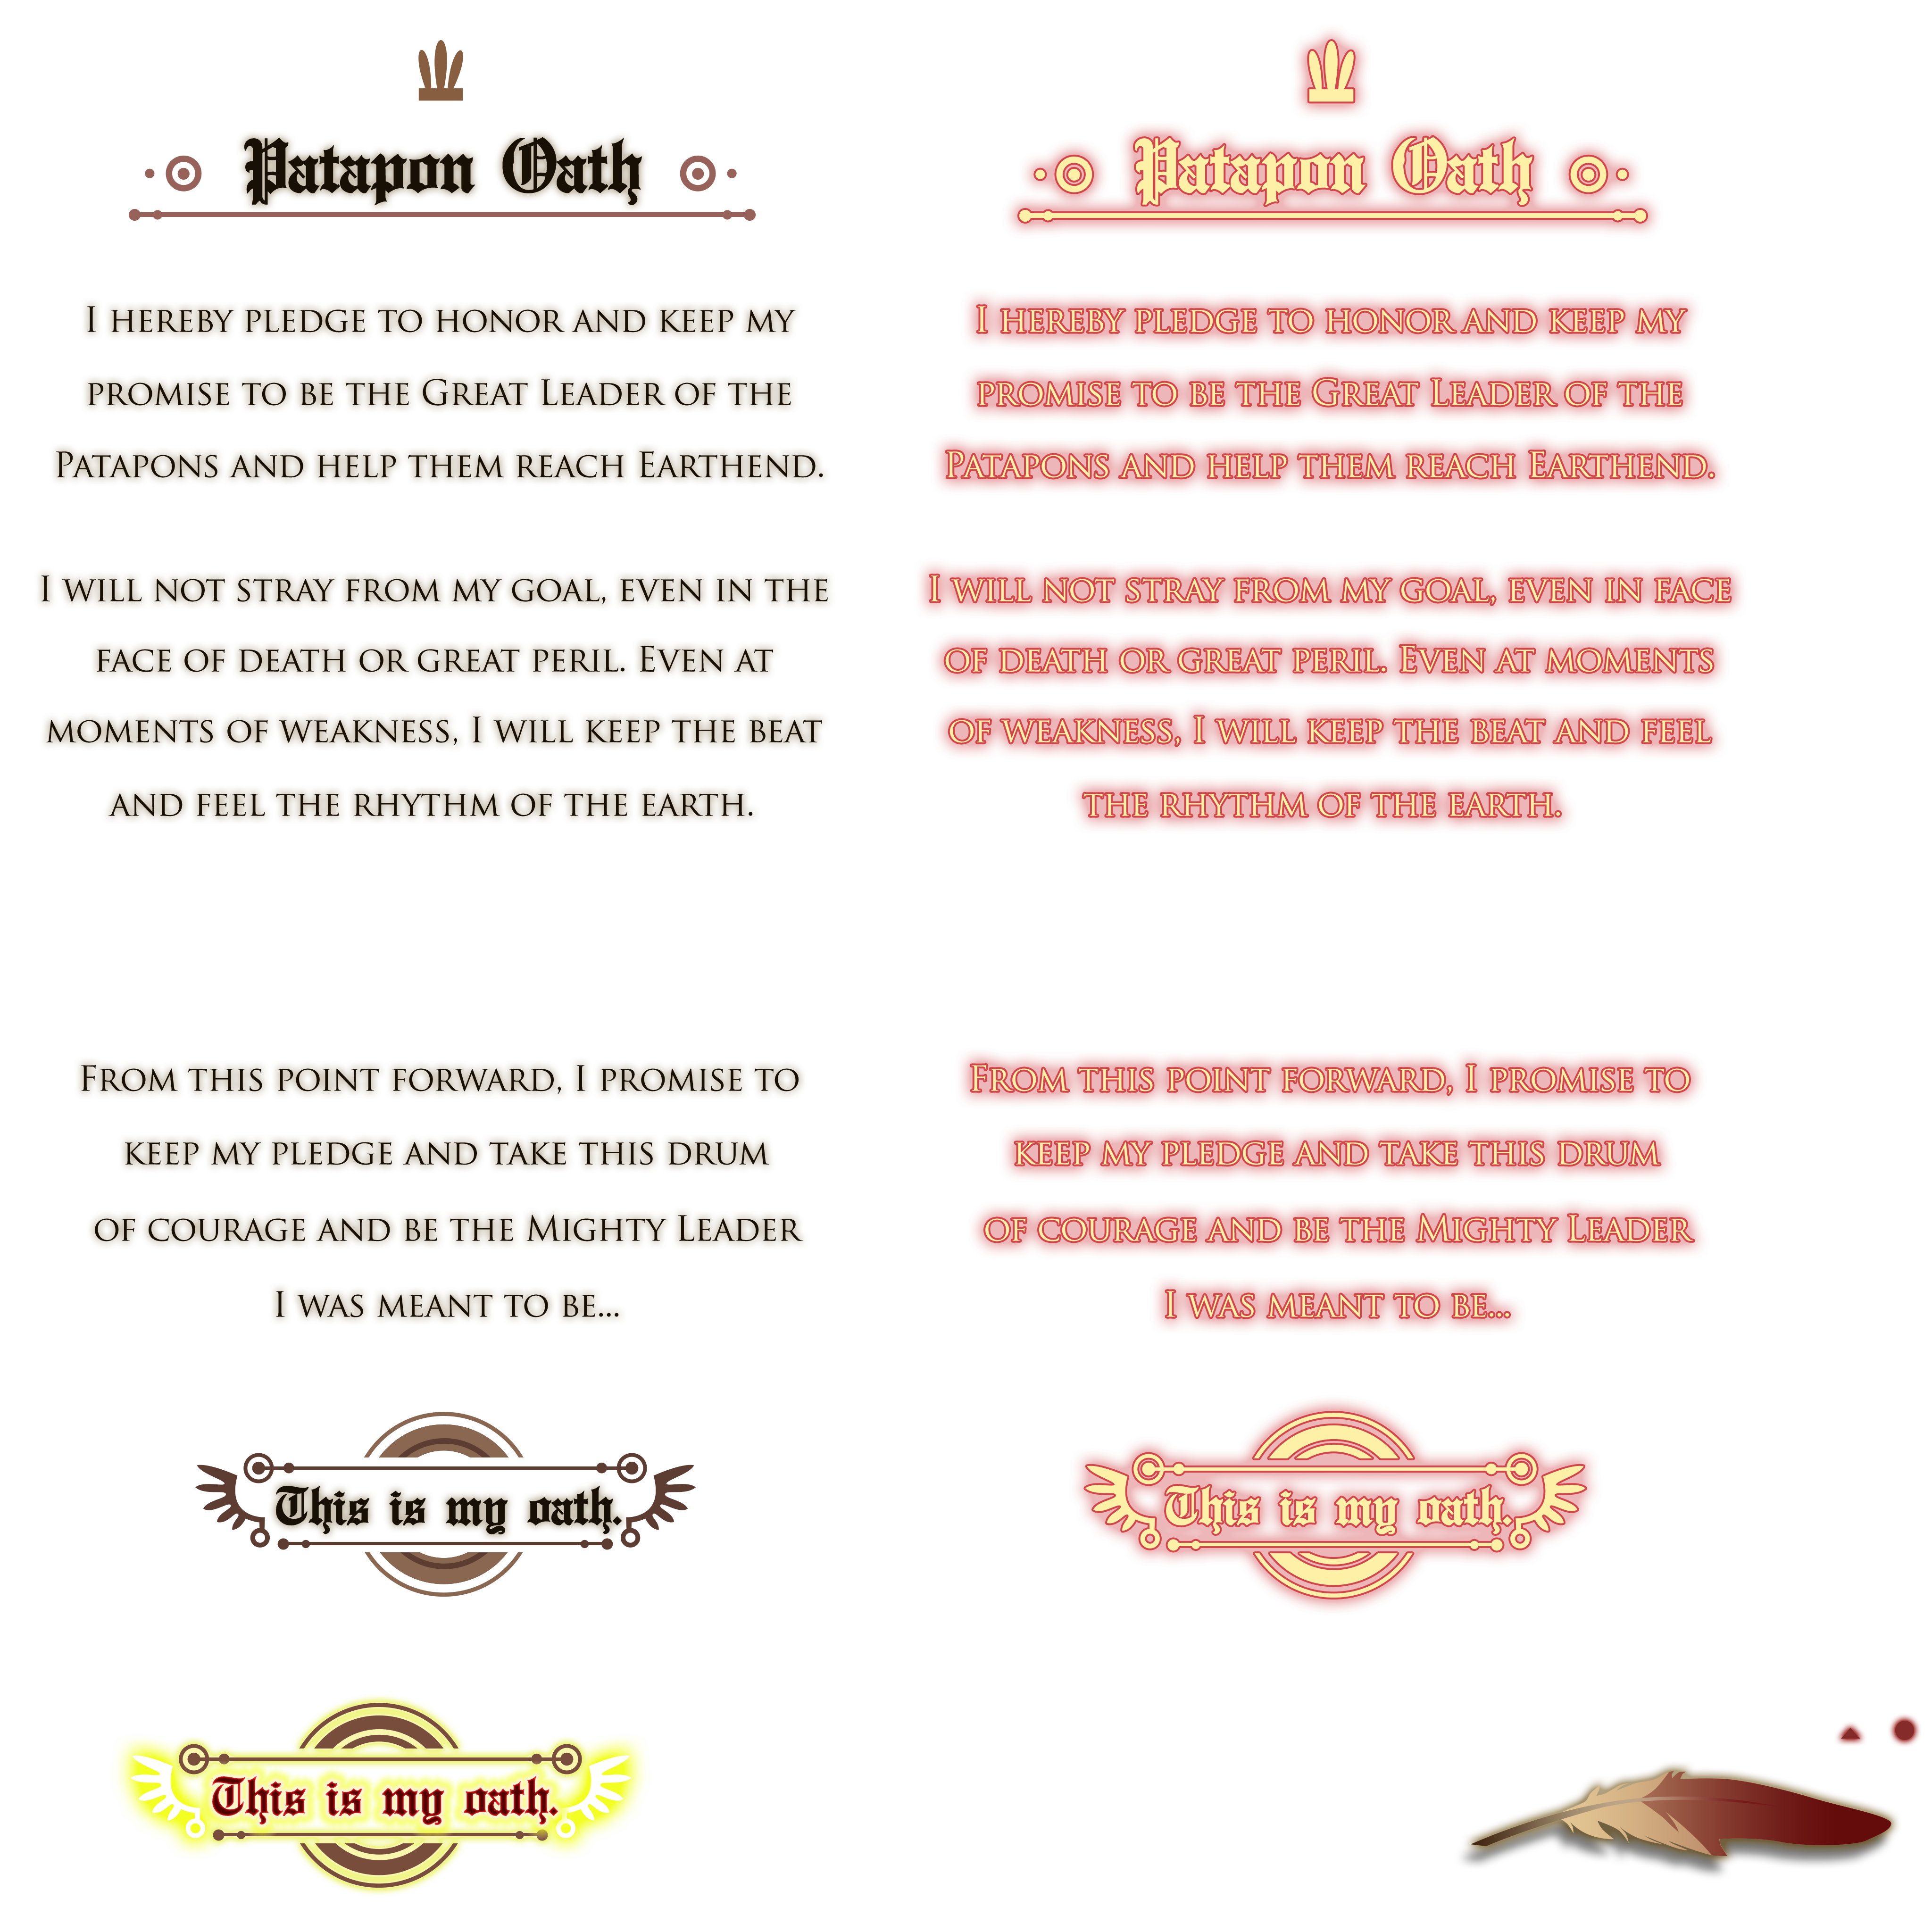 Patapon Oath
I hereby pledge to honor and keep my
promise to be the Great Leader of the
Patapons and help them reach Earthend.
I will not stray from my goal, even in the
face of death or great peril. Even at
moments of weakness, I will keep the beat
and feel the rhythm of the earth.
From this point forward, I promise to
keep my pledge and take this drum
of courage and be the Mighty Leader
I was meant to be...
This is my oath.
This is my oath.
Patapon Oath
I hereby pledge to honor and keep my
promise to be the Great Leader of the
Patapons and help them reach Earthend.
I will not stray from my goal, even in face
of death or great peril. Even at moments
of weakness, I will keep the beat and feel
the rhythm of the earth.
From this point forward, I promise to
keep my pledge and take this drum
of courage and be the Mighty Leader
I was meant to be...
This is my oath.